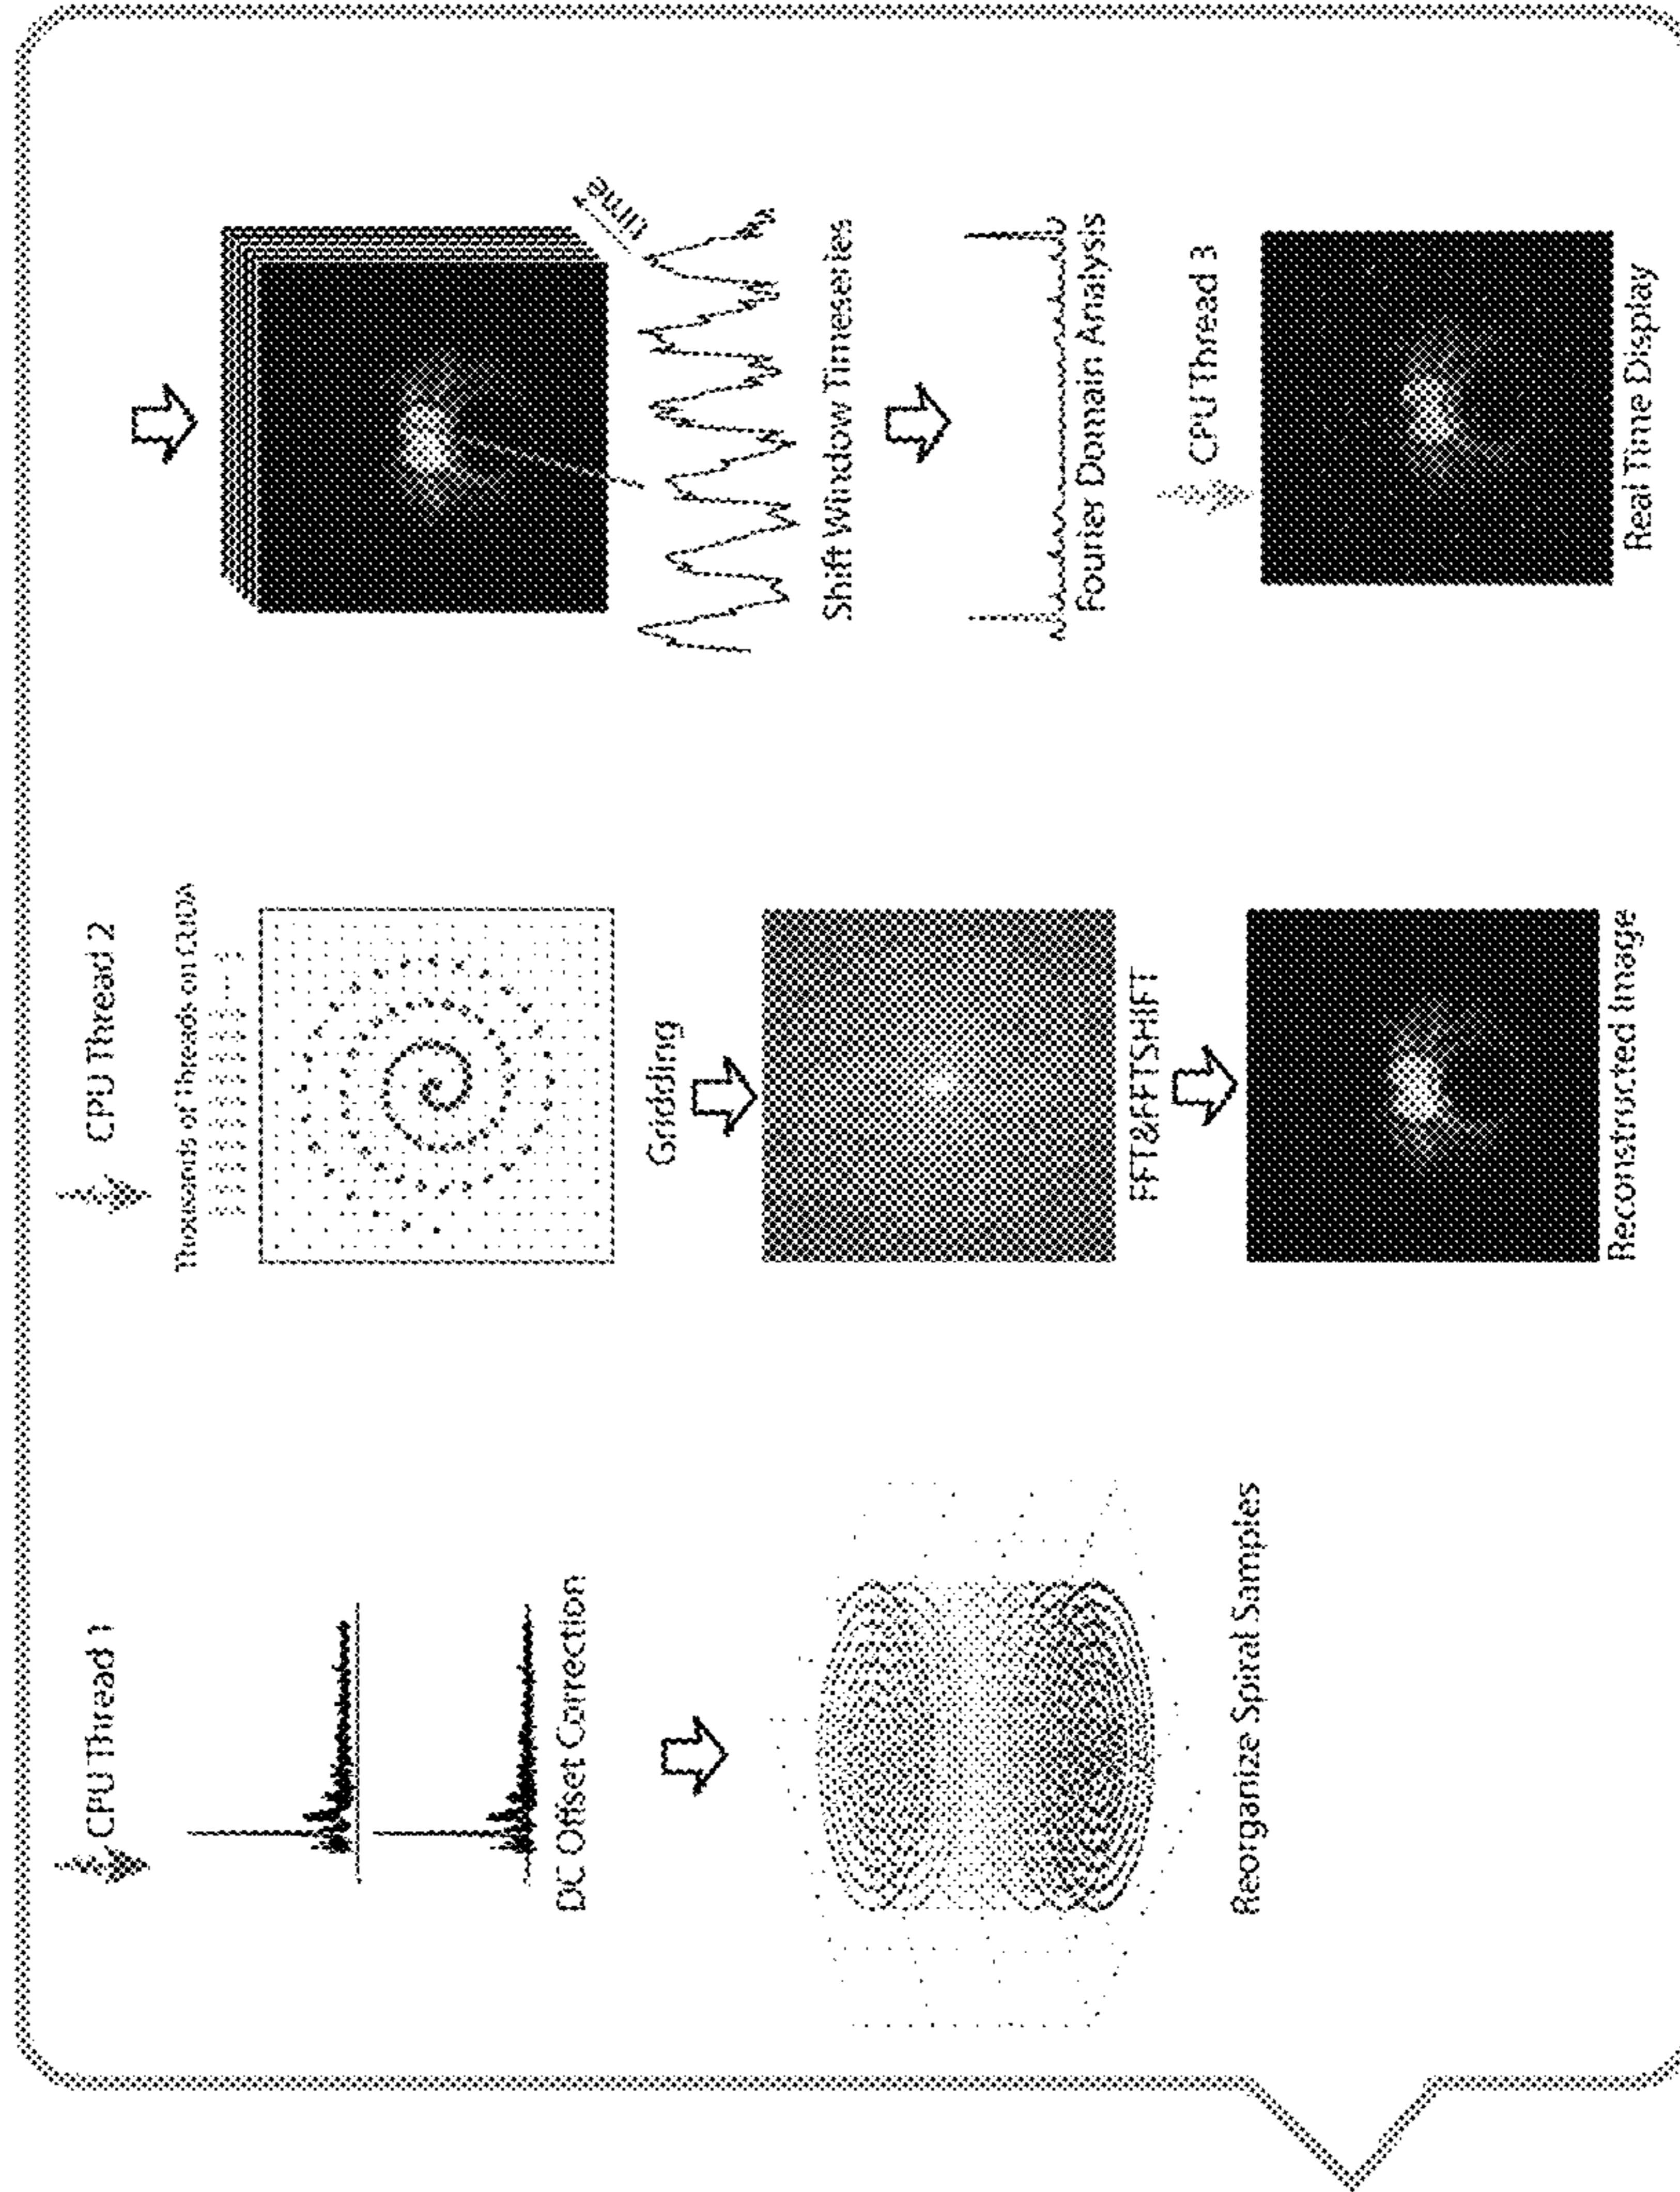 CPU Thread 1
DC Offset Correction
Reorganize Spiral Samples
CPU Thread 2
Thousands of Threads on CUDA
Gridding
FFT&FFTSHIFT
Reconstructed Image
Time
Shift Window Timeseries
Fourier Domain Analysis
CPU Thread 3
Real Time Display